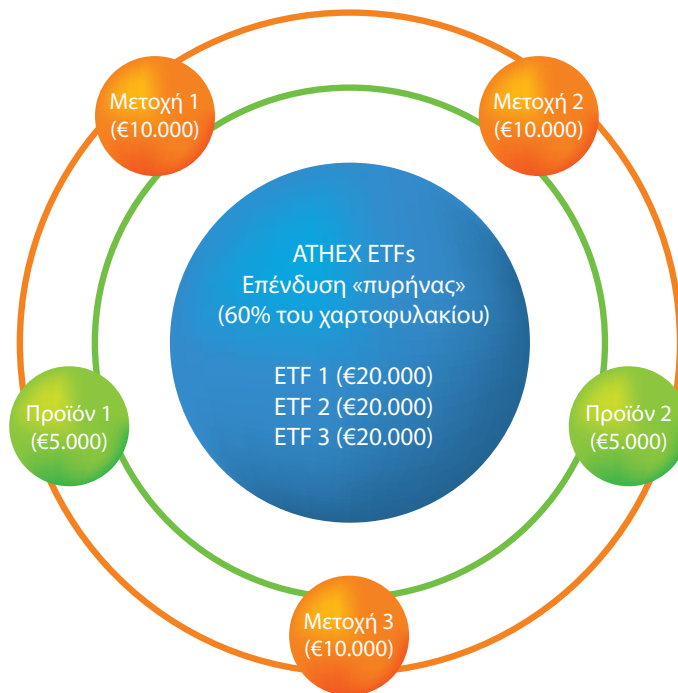 Μετοχή 1
(€10.000)
Μετοχή 2
(€10.000)
ATHEX ETFs
Επένδυση «πυρήνας»
(60% του χαρτοφυλακίου)
ETF 1 (€20.000)
ETF 2 (€20.000)
ETF 3 (€20.000)
Προϊόν 1
(€5.000)
Προϊόν 2
(€5.000)
Μετοχή 3
(€10.000)